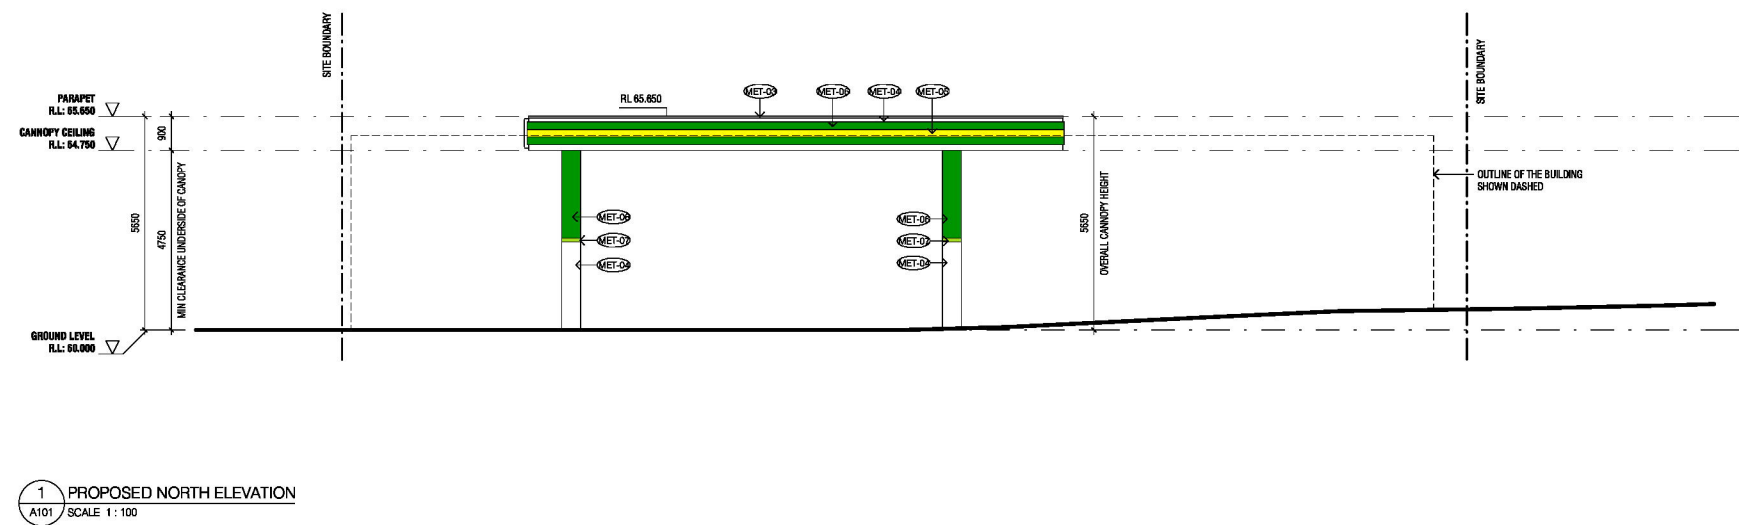 SITE BOUNDARY
SITE BOUNDARY
PARAPET
R.L: 65.650
RL 65.650
MET-03
MET-06
MET-04
MET-05
CANNOPY CEILING
R.L: 64.750
900
5650
4750
MIN CLEARANCE UNDERSIDE OF CANOPY
MET-06
MET-07
MET-04
MET-06
MET-07
MET-04
5650
OVERALL CANOPY HEIGHT
OUTLINE OF THE BUILDING
SHOWN DASHED
GROUND LEVEL
R.L: 60.000
1
PROPOSED NORTH ELEVATION
A101
SCALE 1 : 100